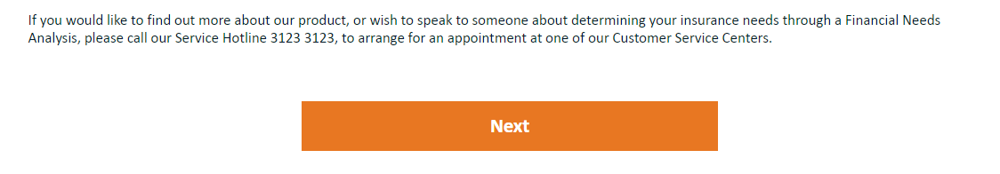 If you would like to find out more about our product, or wish to speak to someone about determining your insurance needs through a Financial Needs
Analysis, please call our Service Hotline 3123 3123, to arrange for an appointment at one of our Customer Service Centers.
Next